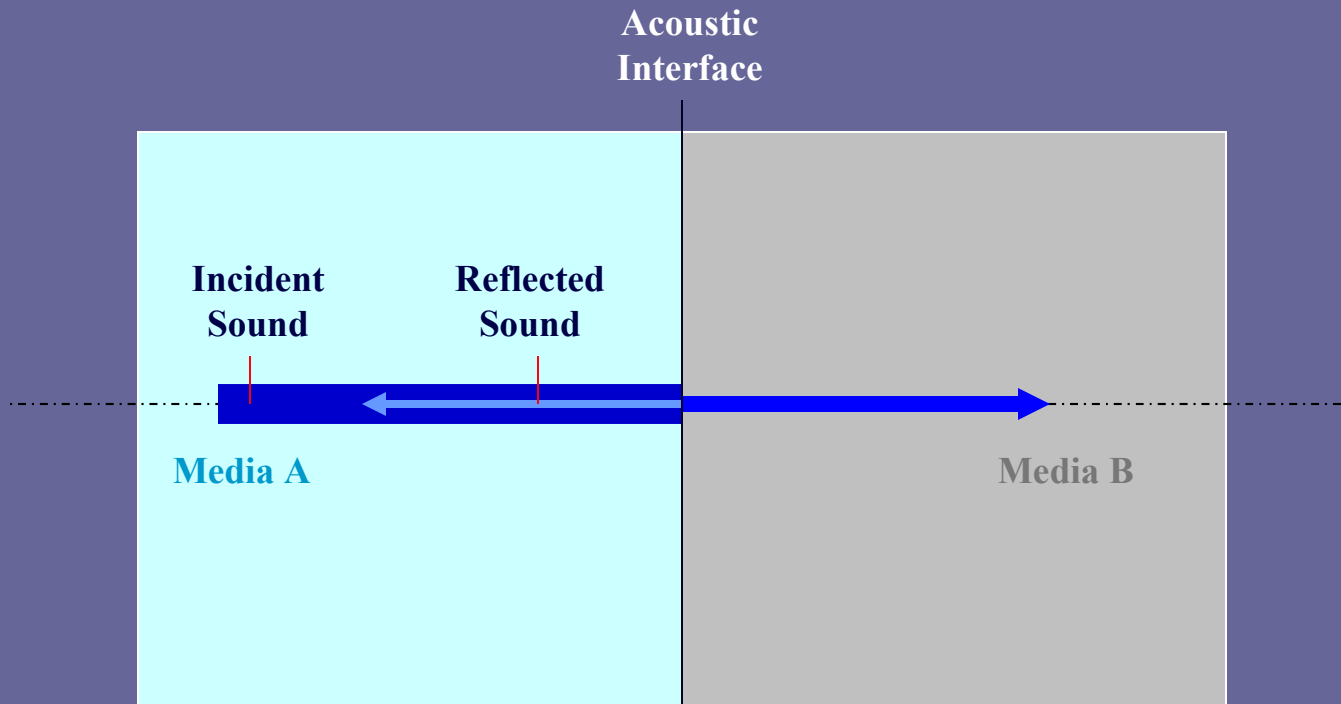 Acoustic
Interface
Incident
Sound
Reflected
Sound
Media A
Media B